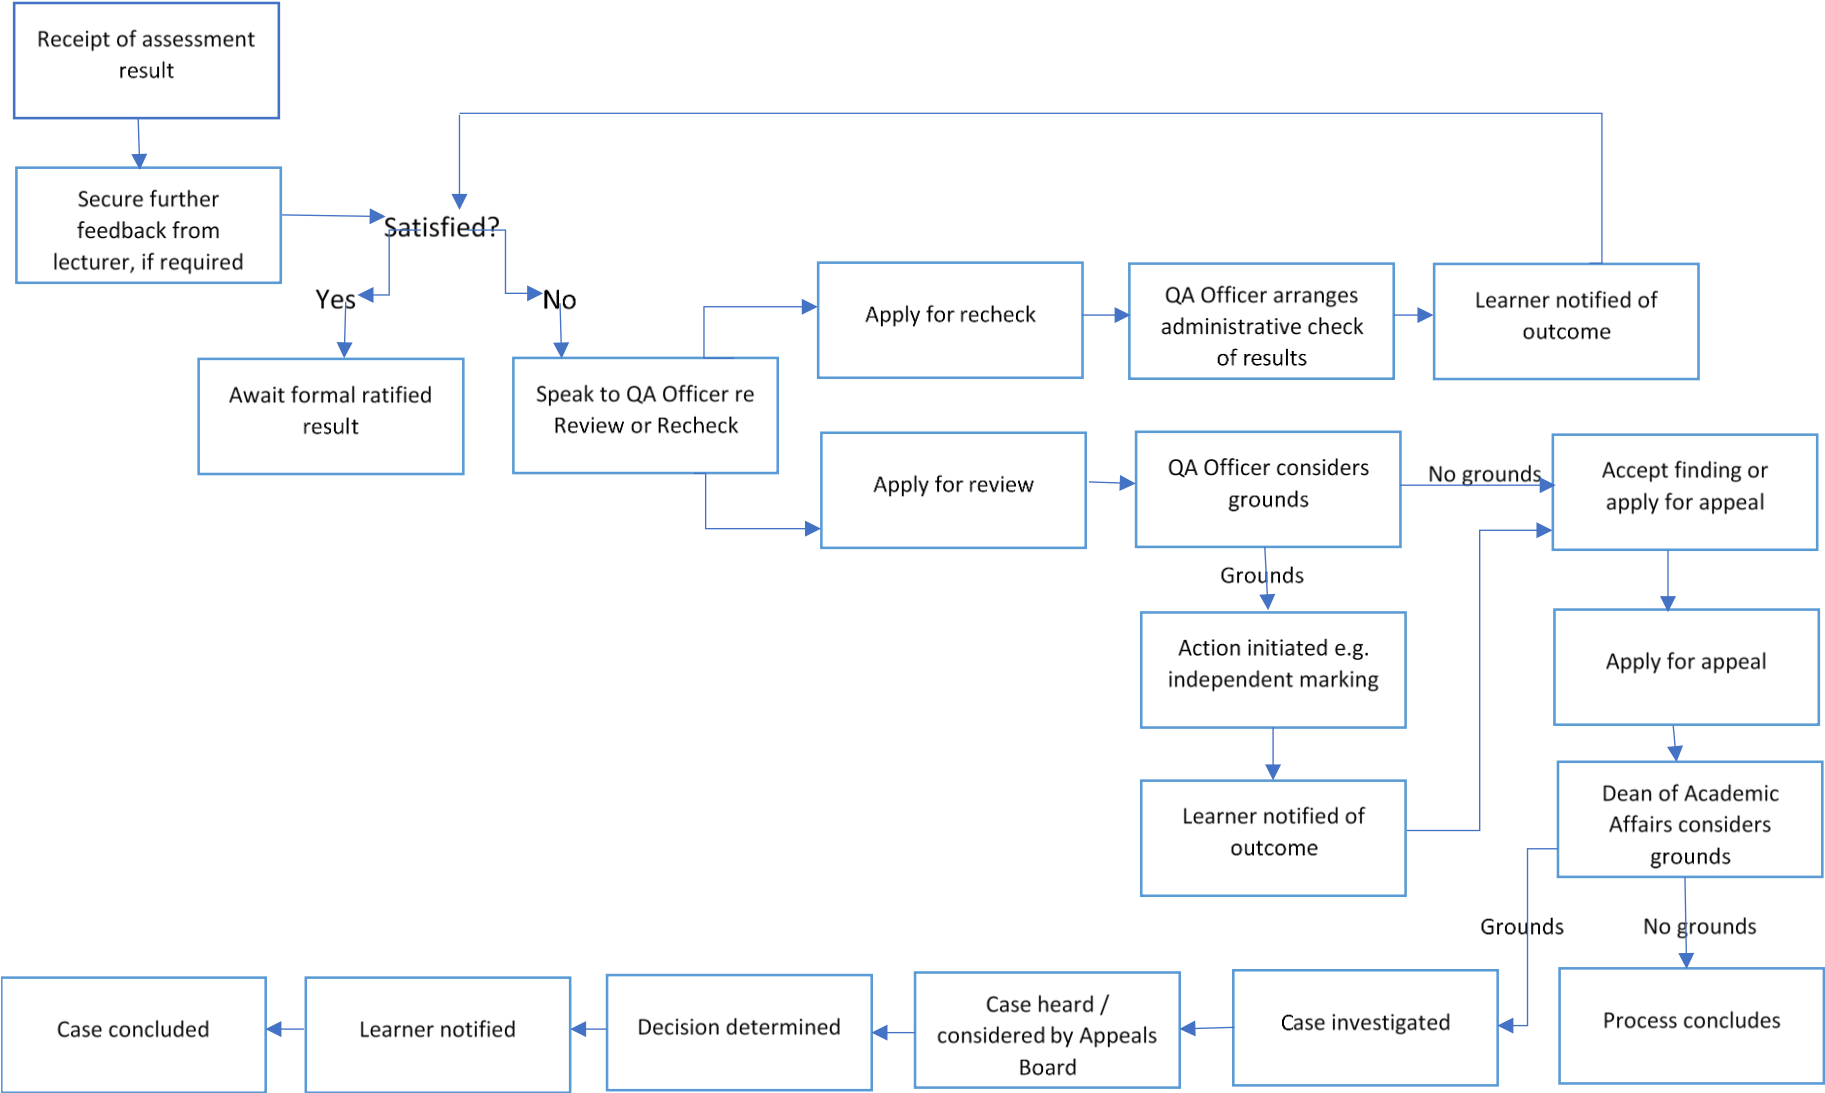 Receipt of assessment
result
Secure further
feedback from
lecturer, if required
Satisfied?
Yes
No
Await formal ratified
result
Speak to QA Officer re
Review or Recheck
Apply for recheck
QA Officer arranges
administrative check
of results
Learner notified of
outcome
Apply for review
QA Officer considers
grounds
No grounds
Accept finding or
apply for appeal
Grounds
Action initiated e.g.
independent marking
Learner notified of
outcome
Apply for appeal
Dean of Academic
Affairs considers
grounds
Grounds
No grounds
Process concludes
Case investigated
Case heard /
considered by Appeals
Board
Decision determined
Learner notified
Case concluded